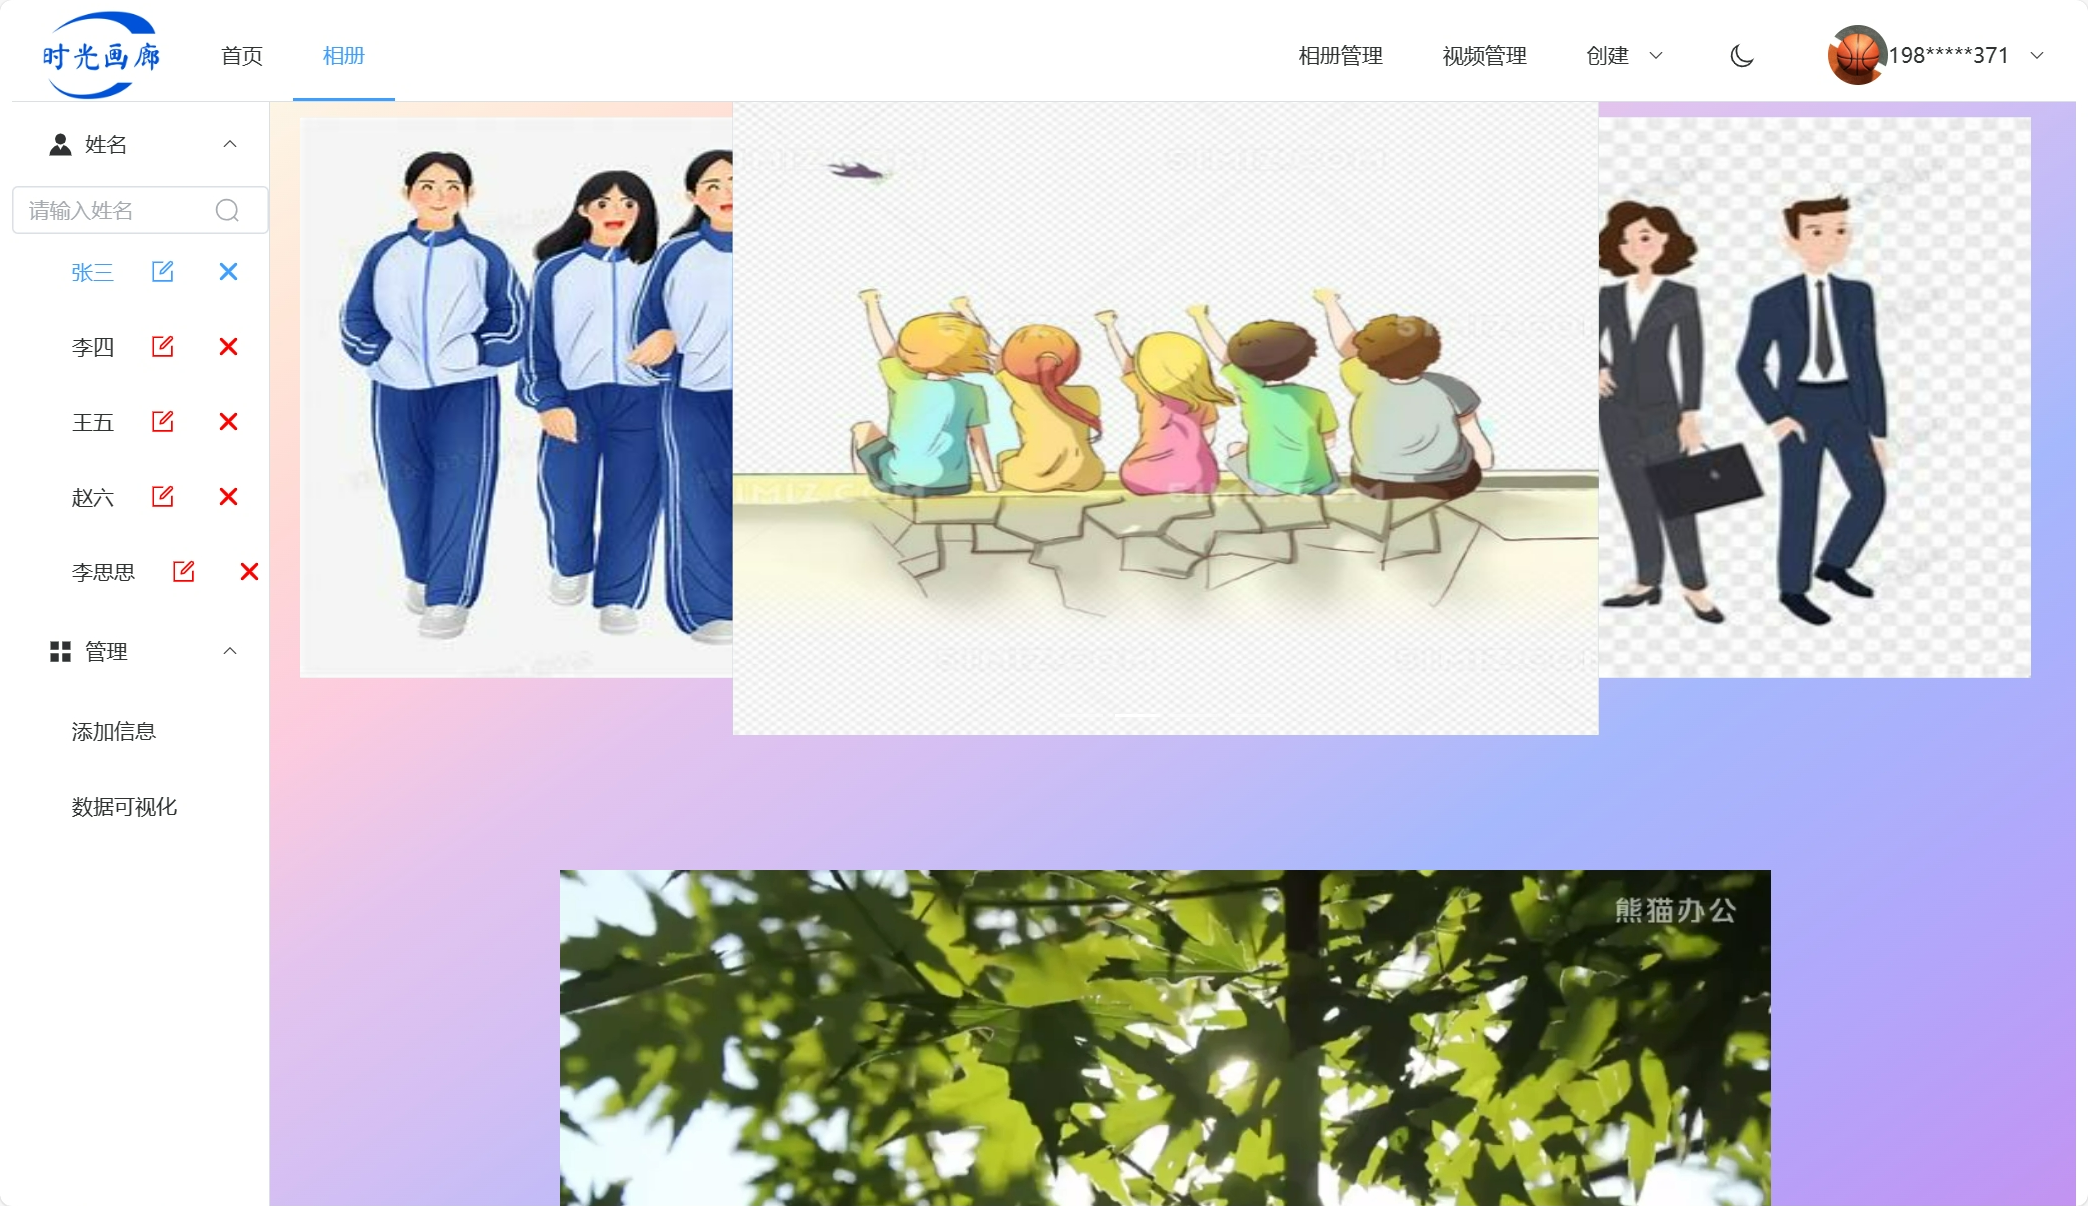 时光画廊
首页
相册
相册管理
视频管理
创建
198*****371
姓名
请输入姓名
张三
李四
王五
赵六
李思思
管理
添加信息
数据可视化
熊猫办公